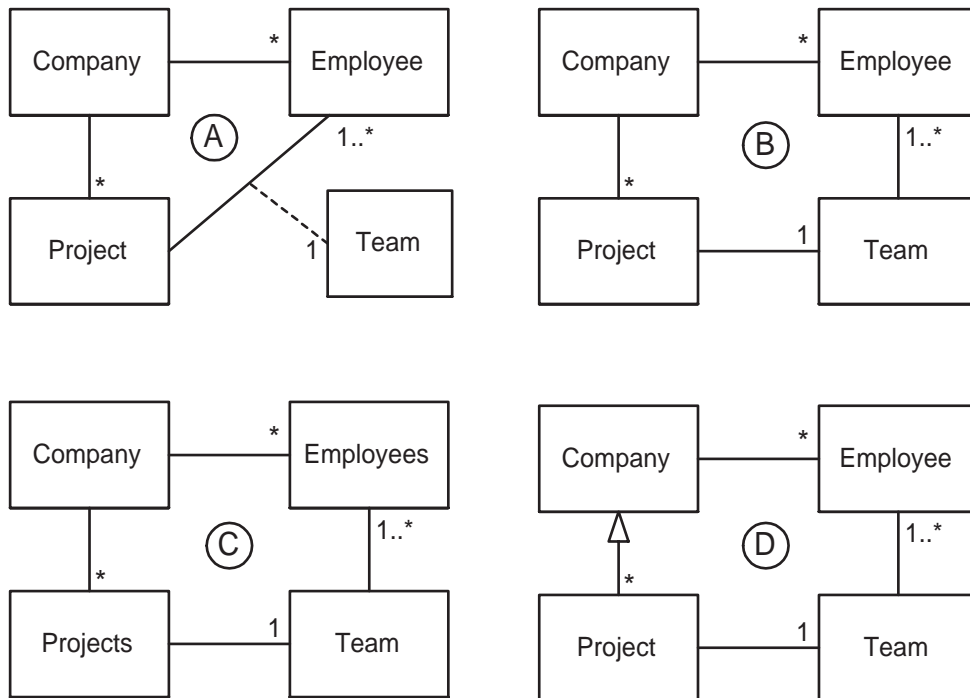 Company * Employee
A
1..*
*
Project 1 Team
Company * Employee
B
1..*
*
Project 1 Team
Company * Employees
C
1..*
*
Projects 1 Team
Company * Employee
D
1..*
*
Project 1 Team